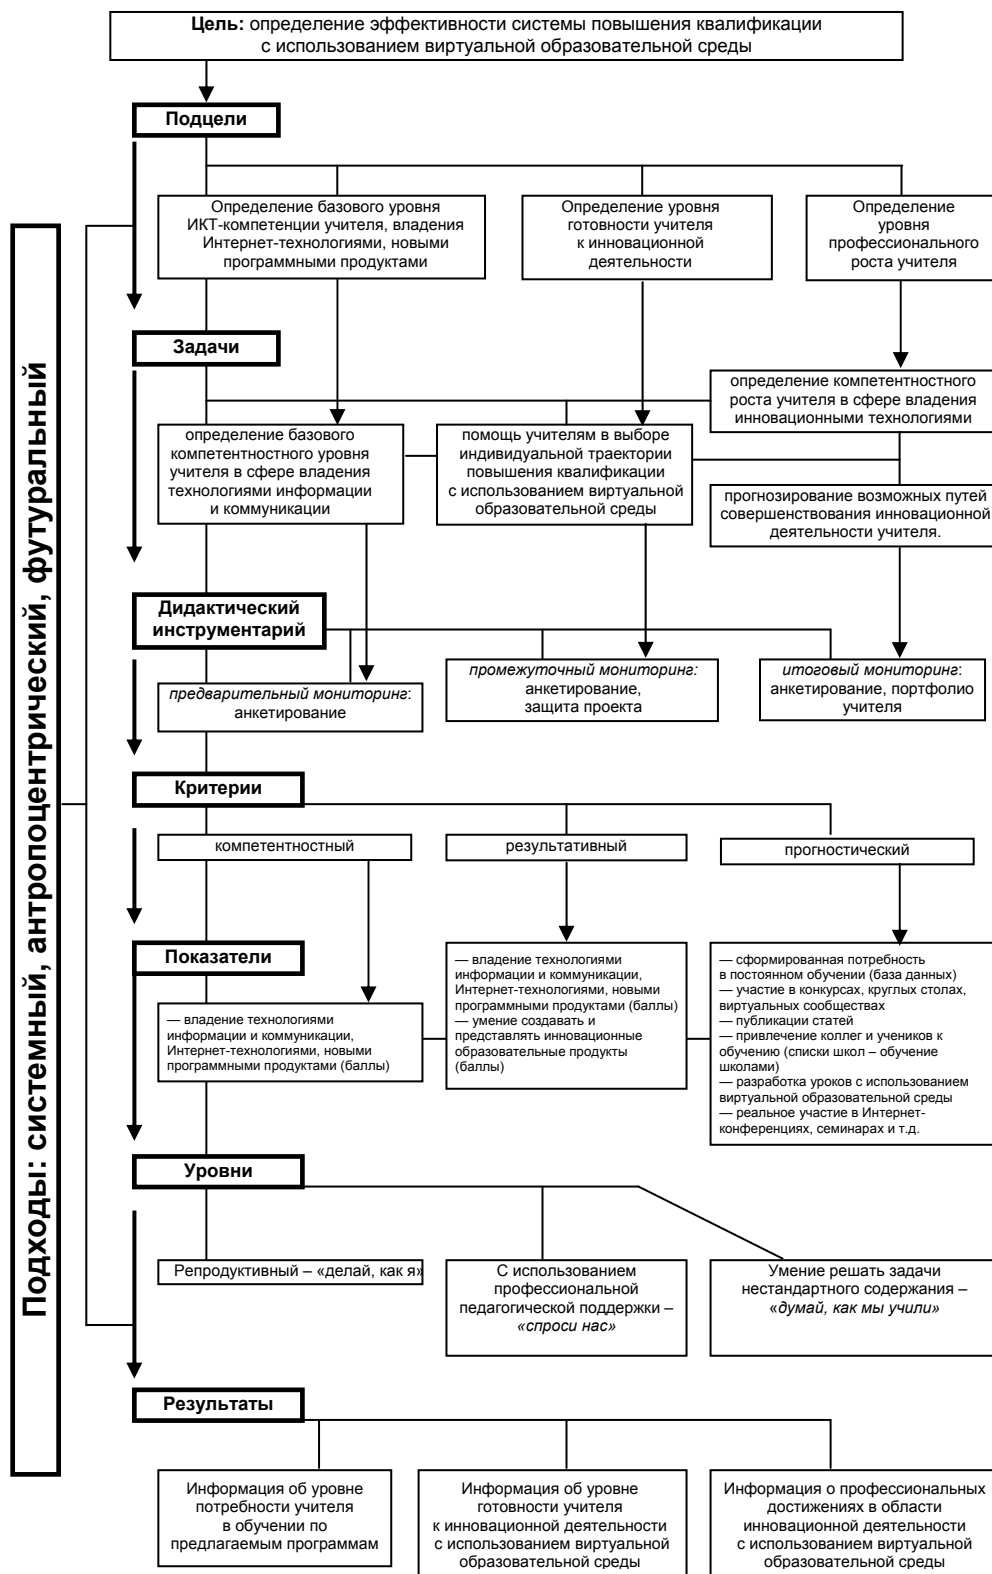 Цель: определение эффективности системы повышения квалификации
с использованием виртуальной образовательной среды
Подходы: системный, антропоцентрический, футуральный
Подцели
Определение базового уровня
ИКТ-компетенции учителя, владения
Интернет-технологиями, новыми
программными продуктами
Определение уровня
готовности учителя
к инновационной
деятельности
Определение
уровня
профессионального
роста учителя
Задачи
определение базового
компетентностного уровня
учителя в сфере владения
технологиями информации
и коммуникации
помощь учителям в выборе
индивидуальной траектории
повышения квалификации
с использованием виртуальной
образовательной среды
определение компетентностного
роста учителя в сфере владения
инновационными технологиями
прогнозирование возможных путей
совершенствования инновационной
деятельности учителя.
Дидактический
инструментарий
предварительный мониторинг:
анкетирование
промежуточный мониторинг:
анкетирование,
защита проекта
итоговый мониторинг:
анкетирование, портфолио
учителя
Критерии
компетентностный
результативный
прогностический
Показатели
— владение технологиями
информации и коммуникации,
Интернет-технологиями, новыми
программными продуктами (баллы)
— владение технологиями
информации и коммуникации,
Интернет-технологиями, новыми
программными продуктами (баллы)
— умение создавать и
представлять инновационные
образовательные продукты
(баллы)
— сформированная потребность
в постоянном обучении (база данных)
— участие в конкурсах, круглых столах,
виртуальных сообществах
— публикации статей
— привлечение коллег и учеников к
обучению (списки школ – обучение
школами)
— разработка уроков с использованием
виртуальной образовательной среды
— реальное участие в Интернет-
конференциях, семинарах и т.д.
Уровни
Репродуктивный – «делай, как я»
С использованием
профессиональной
педагогической поддержки –
«спроси нас»
Умение решать задачи
нестандартного содержания –
«думай, как мы учили»
Результаты
Информация об уровне
потребности учителя
в обучении по
предлагаемым программам
Информация об уровне
готовности учителя
к инновационной деятельности
с использованием виртуальной
образовательной среды
Информация о профессиональных
достижениях в области
инновационной деятельности
с использованием виртуальной
образовательной среды